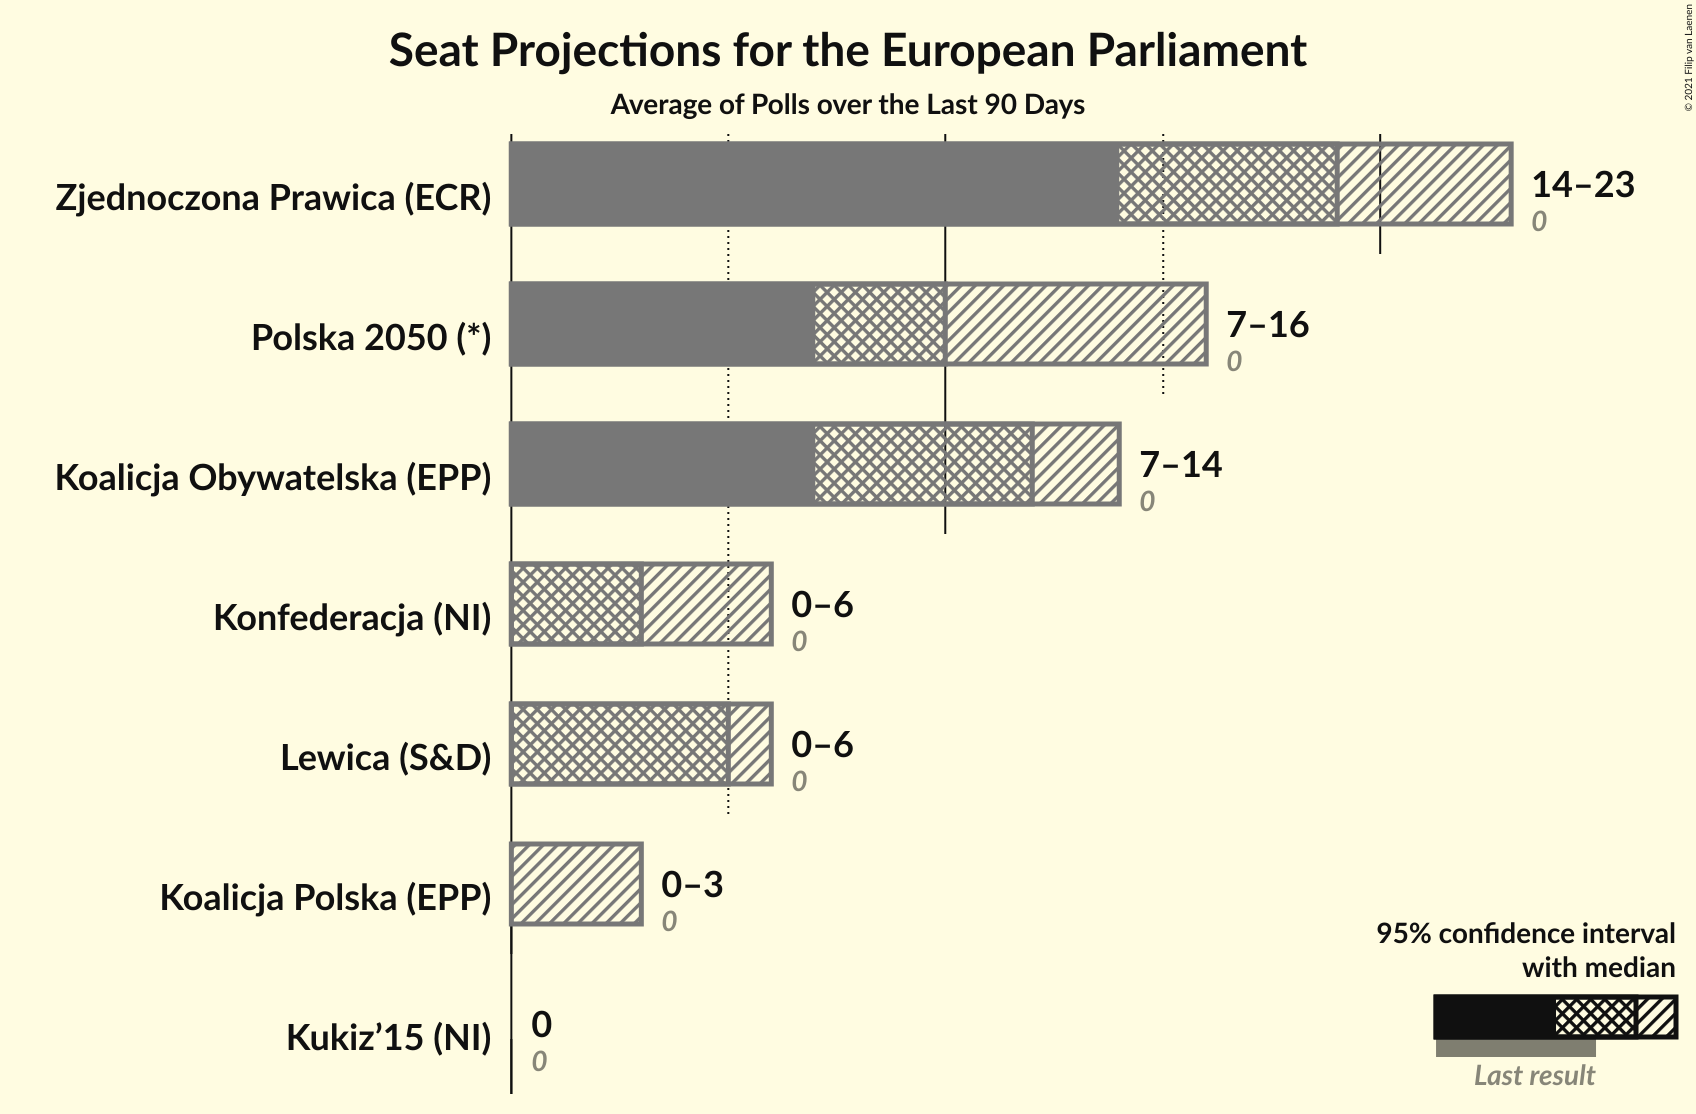 Seat Projections for the European Parliament
Average of Polls over the Last 90 Days
© 2021 Filip van Laenen
Zjednoczona Prawica (ECR)
14–23
0
Polska 2050 (*)
7–16
0
Koalicja Obywatelska (EPP)
7–14
0
Konfederacja (NI)
0–6
0
Lewica (S&D)
0–6
0
Koalicja Polska (EPP)
0–3
0
Kukiz’15 (NI)
0
0
95% confidence interval
with median
Last result